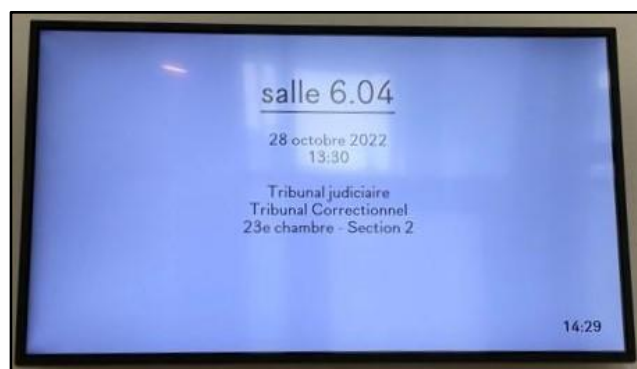 salle 6.04
28 octobre 2022
13:30
Tribunal judiciaire
Tribunal Correctionnel
23e chambre - Section 2
14:29